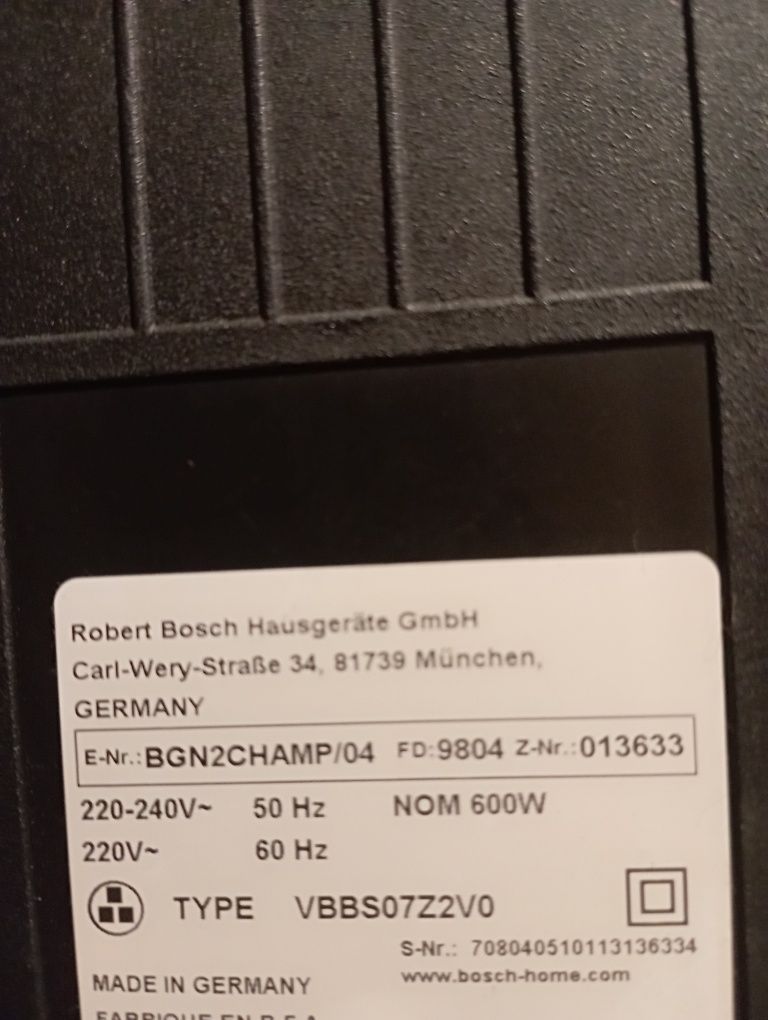 Robert Bosch Hausgeräte GmbH
Carl-Wery-Straße 34, 81739 München,
GERMANY
E-Nr.: BGN2CHAMP/04 FD: 9804 Z-Nr.: 013633
220-240V~ 50 Hz NOM 600W
220V~ 60 Hz
TYPE VBBS07Z2V0
S-Nr.: 708040510113136334
MADE IN GERMANY www.bosch-home.com
FABRIQUE EN R.F.A.